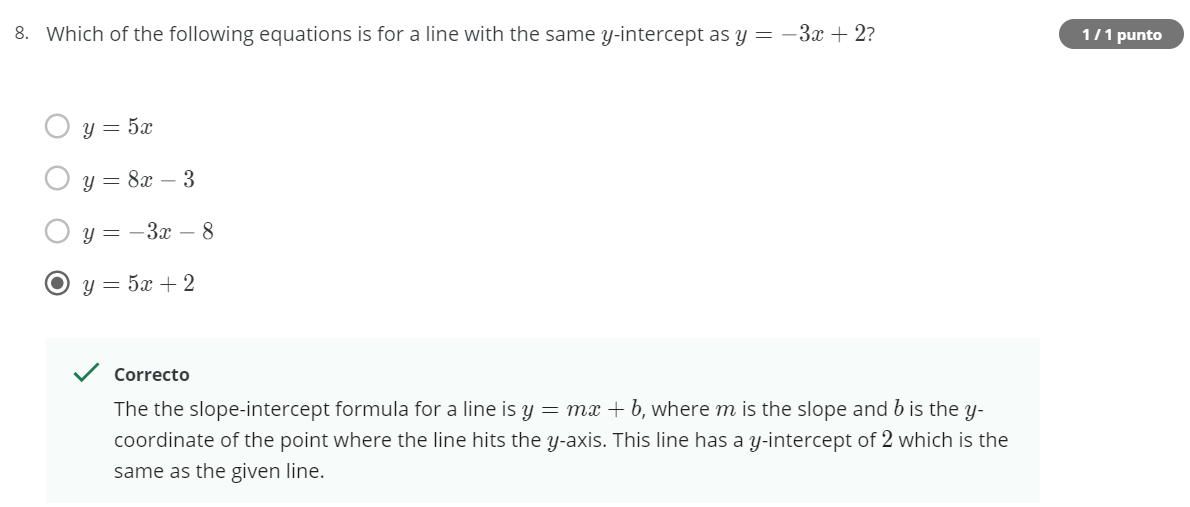 8. Which of the following equations is for a line with the same y-intercept as y = −3x + 2?
1 / 1 punto
y = 5x
y = 8x − 3
y = −3x − 8
y = 5x + 2
Correcto
The the slope-intercept formula for a line is y = mx + b, where m is the slope and b is the y-
coordinate of the point where the line hits the y-axis. This line has a y-intercept of 2 which is the
same as the given line.